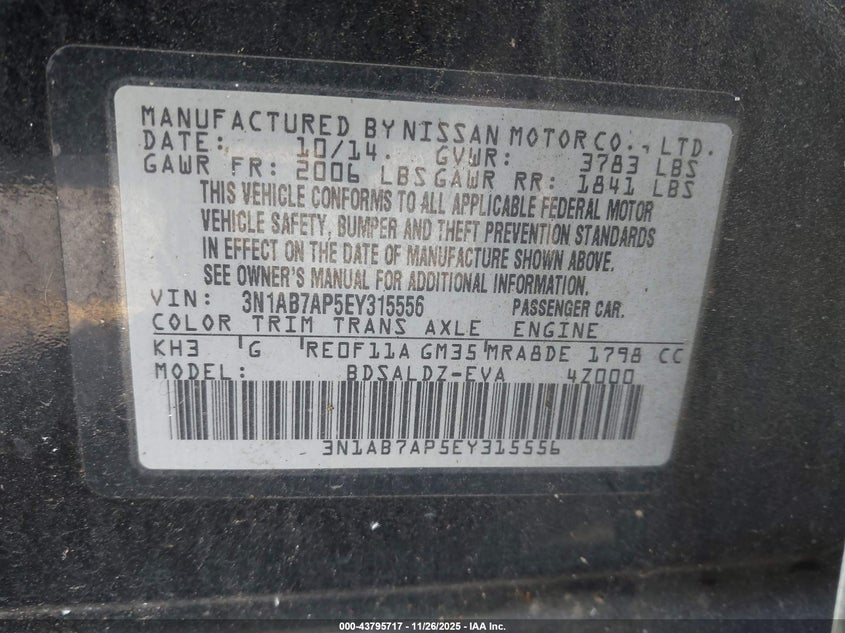 MANUFACTURED BY NISSAN MOTOR CO., LTD.
DATE: 10/14. GVWR: 3783 LBS
GAWR FR: 2006 LBS GAWR RR: 1841 LBS
THIS VEHICLE CONFORMS TO ALL APPLICABLE FEDERAL MOTOR
VEHICLE SAFETY, BUMPER AND THEFT PREVENTION STANDARDS
IN EFFECT ON THE DATE OF MANUFACTURE SHOWN ABOVE.
SEE OWNER'S MANUAL FOR ADDITIONAL INFORMATION.
VIN: 3N1AB7AP5EY315556 PASSENGER CAR.
COLOR TRIM TRANS AXLE ENGINE
KH3 G RE0F11A GM35 MRA8DE 1798 CC
MODEL: BDSALDZ-EVA 4Z000
3N1AB7AP5EY315556
000-43795717 - 11/26/2025 - IAA Inc.